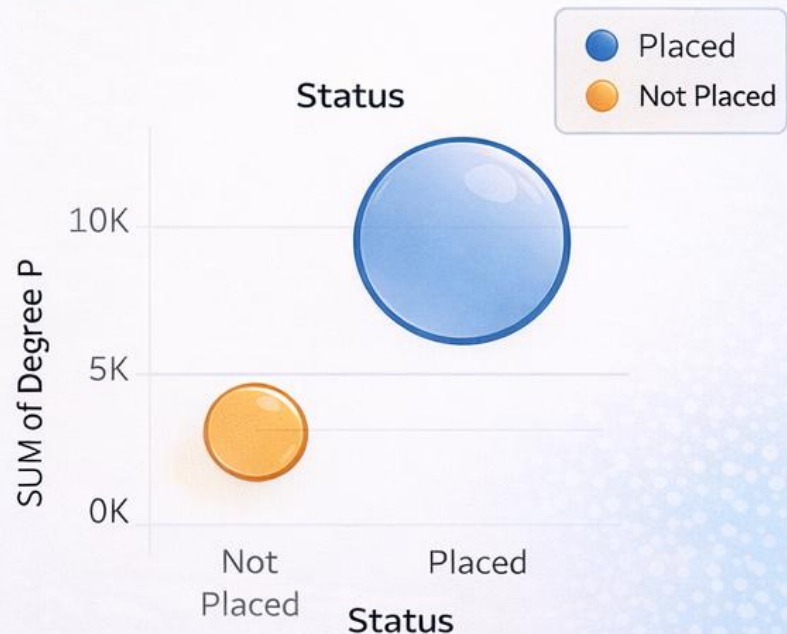 Placed
Not Placed
Status
10K
5K
0K
SUM of Degree P
Not
Placed
Placed
Status